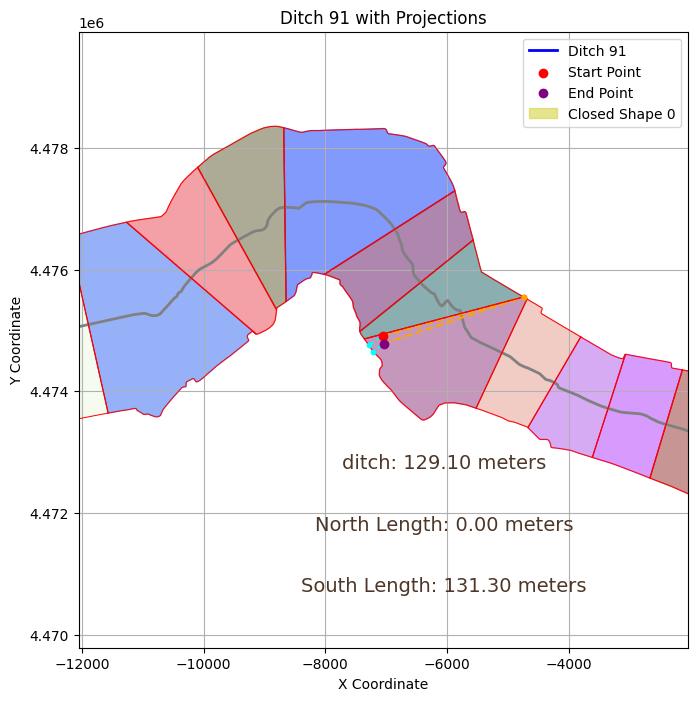 Ditch 91 with Projections
1e6
Ditch 91
Start Point
End Point
Closed Shape 0
4.478
4.476
4.474
4.472
4.470
Y Coordinate
ditch: 129.10 meters
North Length: 0.00 meters
South Length: 131.30 meters
−12000
−10000
−8000
−6000
−4000
X Coordinate